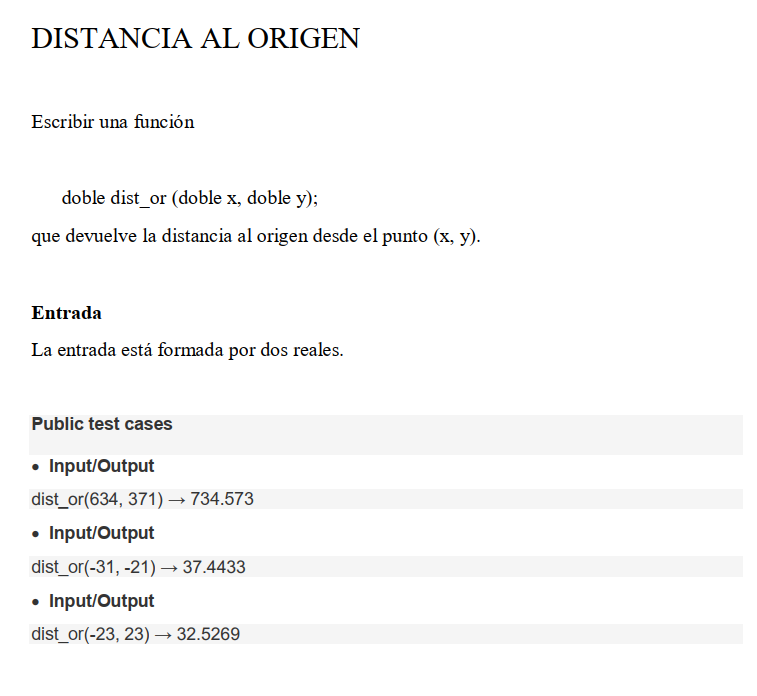 DISTANCIA AL ORIGEN
Escribir una función
doble dist_or (doble x, doble y);
que devuelve la distancia al origen desde el punto (x, y).
Entrada
La entrada está formada por dos reales.
Public test cases
• Input/Output
dist_or(634, 371) → 734.573
• Input/Output
dist_or(-31, -21) → 37.4433
• Input/Output
dist_or(-23, 23) → 32.5269